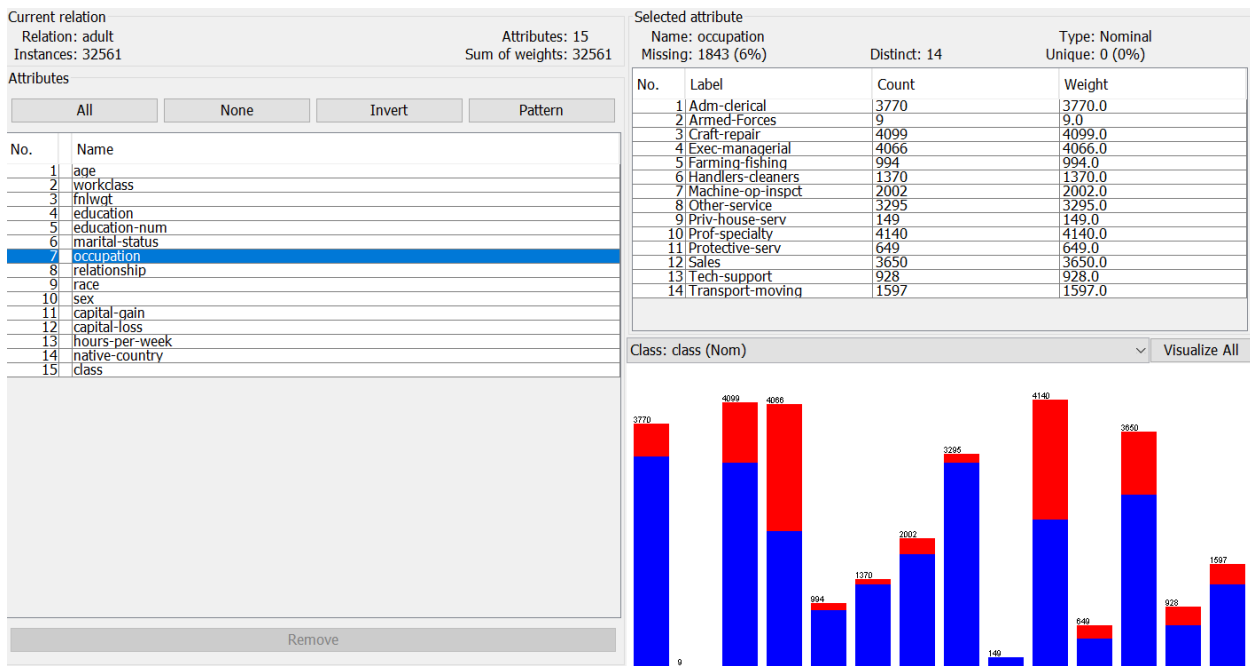 Current relation
Relation: adult Attributes: 15
Instances: 32561 Sum of weights: 32561
Attributes
All None Invert Pattern
No. Name
1 age
2 workclass
3 fnlwgt
4 education
5 education-num
6 marital-status
7 occupation
8 relationship
9 race
10 sex
11 capital-gain
12 capital-loss
13 hours-per-week
14 native-country
15 class
Remove
Selected attribute
Name: occupation Type: Nominal
Missing: 1843 (6%) Distinct: 14 Unique: 0 (0%)
No. Label Count Weight
1 Adm-clerical 3770 3770.0
2 Armed-Forces 9 9.0
3 Craft-repair 4099 4099.0
4 Exec-managerial 4066 4066.0
5 Farming-fishing 994 994.0
6 Handlers-cleaners 1370 1370.0
7 Machine-op-inspct 2002 2002.0
8 Other-service 3295 3295.0
9 Priv-house-serv 149 149.0
10 Prof-specialty 4140 4140.0
11 Protective-serv 649 649.0
12 Sales 3650 3650.0
13 Tech-support 928 928.0
14 Transport-moving 1597 1597.0
Class: class (Nom) Visualize All
3770 9 4099 4066 994 1370 2002 3295 149 4140 649 3650 928 1597